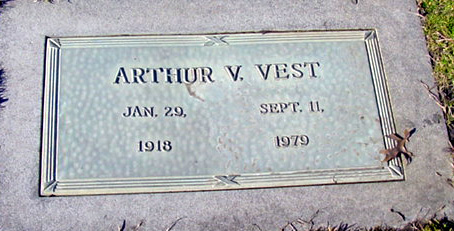 ARTHUR V. VEST
JAN. 29, SEPT. 11,
1918 1979